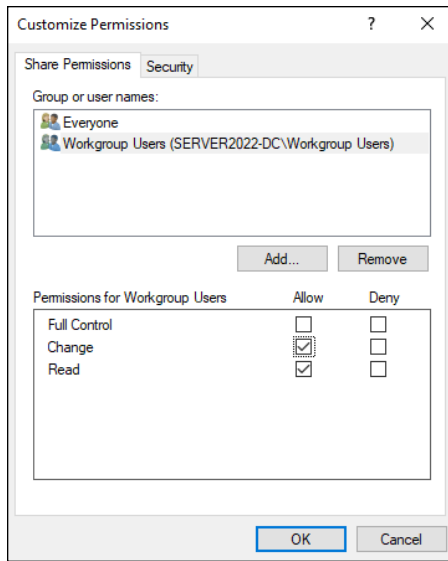 Customize Permissions ?
Share Permissions Security
Group or user names:
Everyone
Workgroup Users (SERVER2022-DC\Workgroup Users)
Add... Remove
Permissions for Workgroup Users Allow Deny
Full Control
Change
Read
OK Cancel